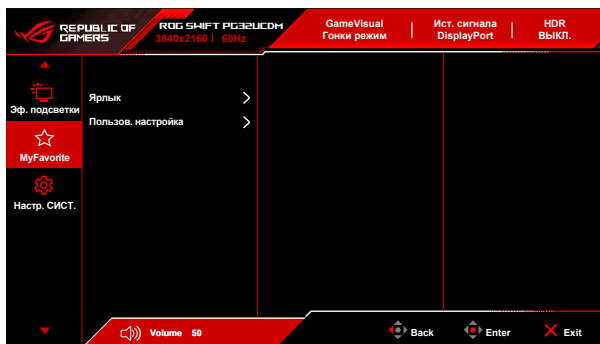 REPUBLIC OF
GAMERS
ROG SWIFT PG32UCDM
3840x2160 | 60Hz
GameVisual
Гонки режим
Ист. сигнала
DisplayPort
HDR
ВЫКЛ.
Эф. подсветки
MyFavorite
Настр. СИСТ.
Ярлык
Пользов. настройка
Volume 50
Back
Enter
Exit